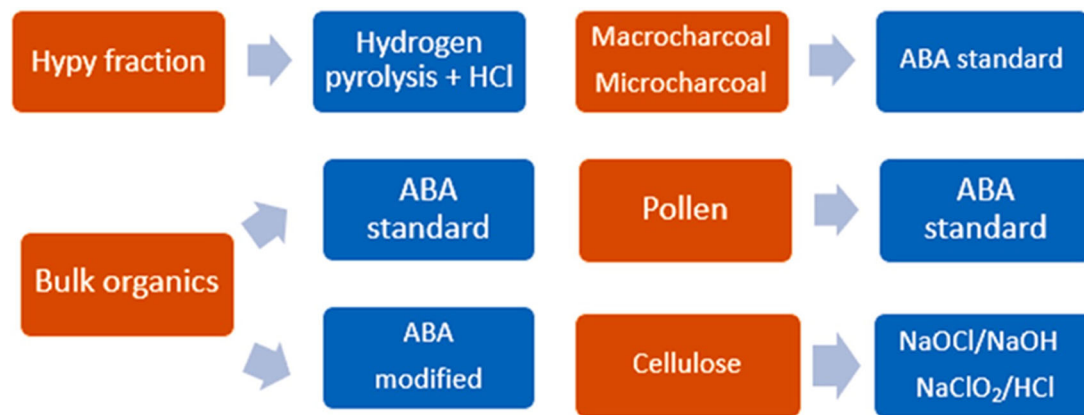 Hypy fraction
Hydrogen
pyrolysis + HCl
Macrocharcoal
Microcharcoal
ABA standard
Bulk organics
ABA
standard
ABA
modified
Pollen
ABA
standard
Cellulose
NaOCl/NaOH
NaClO₂/HCl